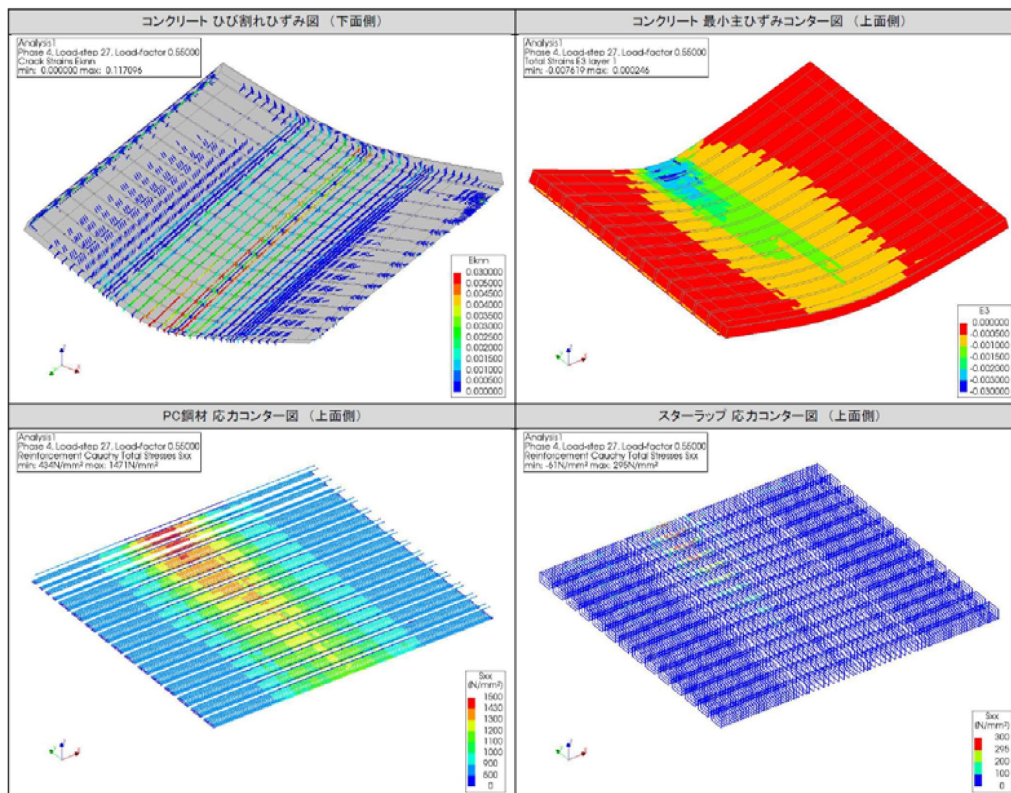 コンクリート ひび割れひずみ図 （下面側）
Analysis1
Phase 4, Load-step 27, Load-factor 0.55000
Crack Strains Eknn
min: 0.000000 max: 0.117096
Eknn
0.030000
0.005000
0.004500
0.004000
0.003500
0.003000
0.002500
0.002000
0.001500
0.001000
0.000500
0.000000
コンクリート 最小主ひずみコンター図 （上面側）
Analysis1
Phase 4, Load-step 27, Load-factor 0.55000
Total Strains E3 layer 1
min: -0.007619 max: 0.000246
E3
0.000000
-0.000500
-0.001000
-0.001500
-0.002500
-0.003000
-0.030000
PC鋼材 応力コンター図 （上面側）
Analysis1
Phase 4, Load-step 27, Load-factor 0.55000
Reinforcement Cauchy Total Stresses Sxx
min: 434N/mm² max: 1471N/mm²
Sxx
(N/mm²)
1500
1430
1300
1200
1100
1000
900
600
0
スターラップ 応力コンター図 （上面側）
Analysis1
Phase 4, Load-step 27, Load-factor 0.55000
Reinforcement Cauchy Total Stresses Sxx
min: -61N/mm² max: 295N/mm²
Sxx
(N/mm²)
300
295
200
100
0